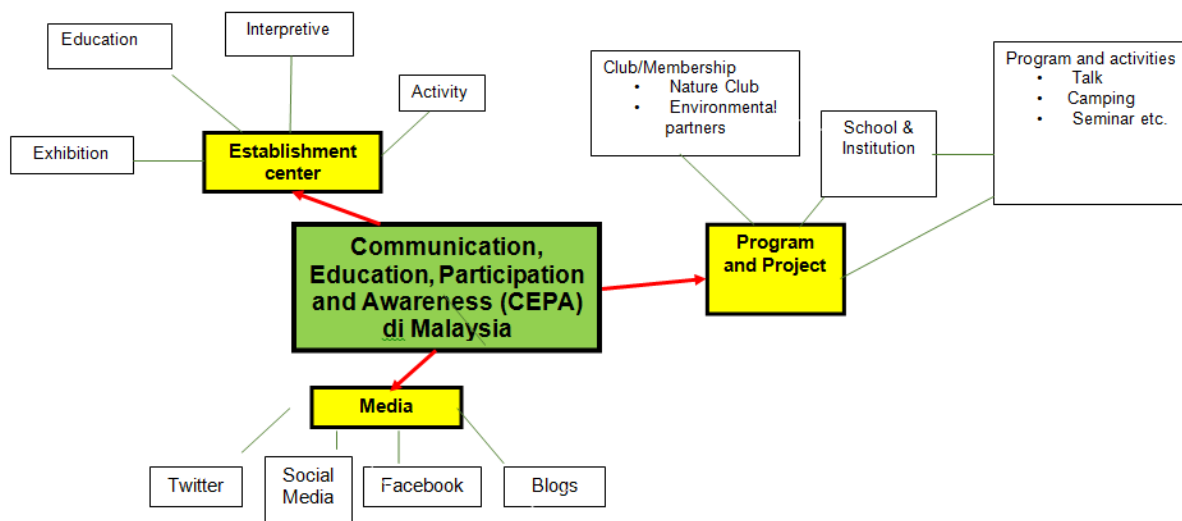 Education
Interpretive
Activity
Exhibition
Establishment
center
Club/Membership
• Nature Club
• Environmental
partners
School &
Institution
Program and activities
• Talk
• Camping
• Seminar etc.
Communication,
Education, Participation
and Awareness (CEPA)
di Malaysia
Program
and Project
Media
Twitter
Social
Media
Facebook
Blogs